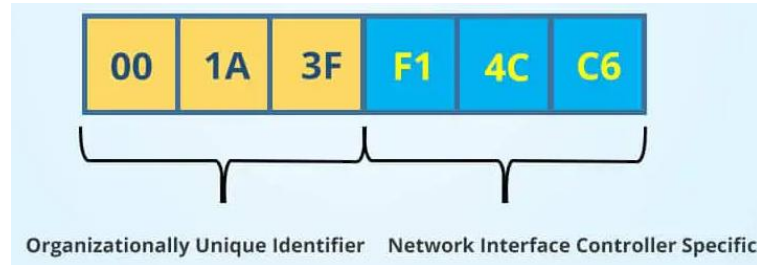 00 1A 3F F1 4C C6
Organizationally Unique Identifier Network Interface Controller Specific